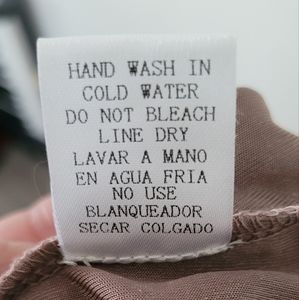 HAND WASH IN
COLD WATER
DO NOT BLEACH
LINE DRY
LAVAR A MANO
EN AGUA FRIA
NO USE
BLANQUEADOR
SECAR COLGADO